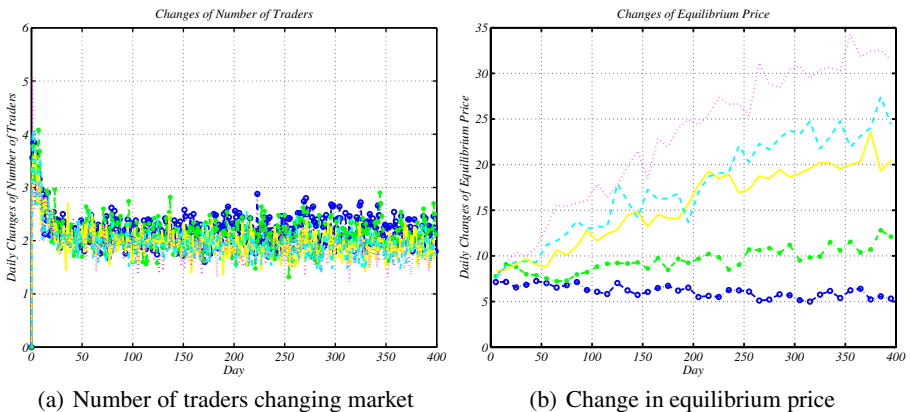 Changes of Number of Traders
6
5
4
3
2
1
0
0 50 100 150 200 250 300 350 400
Daily Changes of Number of Traders
Day
(a) Number of traders changing market
Changes of Equilibrium Price
35
30
25
20
15
10
5
0
0 50 100 150 200 250 300 350 400
Daily Changes of Equilibrium Price
Day
(b) Change in equilibrium price